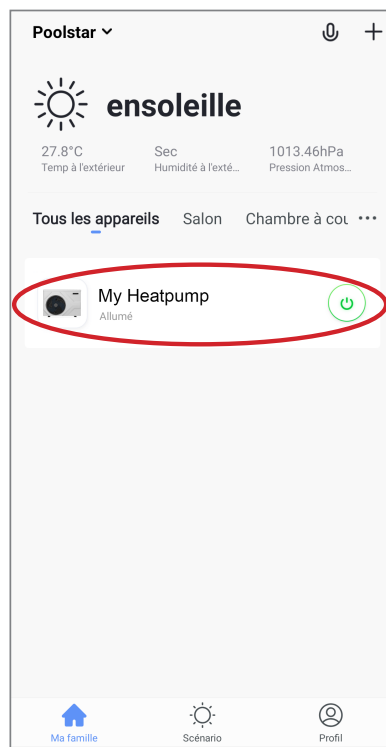 Poolstar
ensoleille
27.8°C Sec 1013.46hPa
Temp à l'extérieur Humidité à l'exté... Pression Atmos...
Tous les appareils Salon Chambre à cou ...
My Heatpump
Allumé
Ma famille Scénario Profil